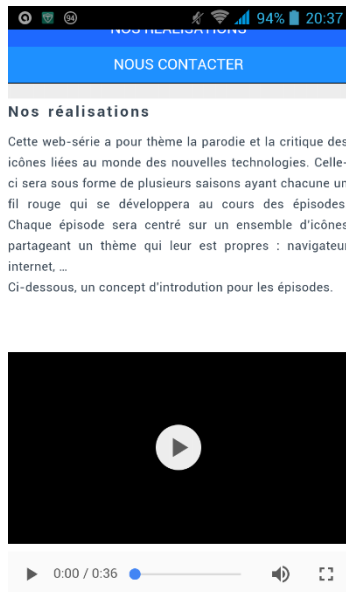 94 94% 20:37
NOS RÉALISATIONS
NOUS CONTACTER
Nos réalisations
Cette web-série a pour thème la parodie et la critique des
icônes liées au monde des nouvelles technologies. Celle-
ci sera sous forme de plusieurs saisons ayant chacune un
fil rouge qui se développera au cours des épisodes.
Chaque épisode sera centré sur un ensemble d'icônes
partageant un thème qui leur est propres : navigateur
internet, …
Ci-dessous, un concept d'introdution pour les épisodes.
0:00 / 0:36